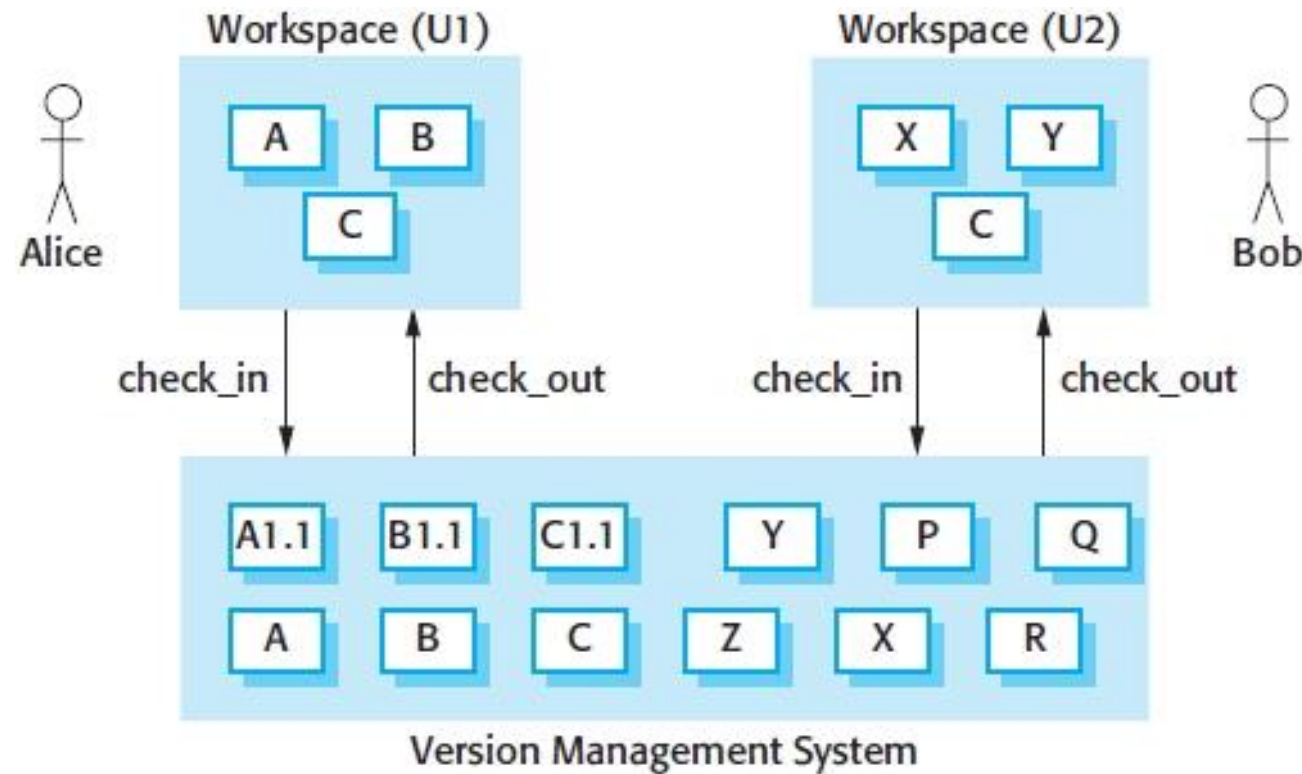 Workspace (U1)
Workspace (U2)
A
B
X
Y
C
C
Alice
Bob
check_in
check_out
check_in
check_out
A1.1
B1.1
C1.1
Y
P
Q
A
B
C
Z
X
R
Version Management System